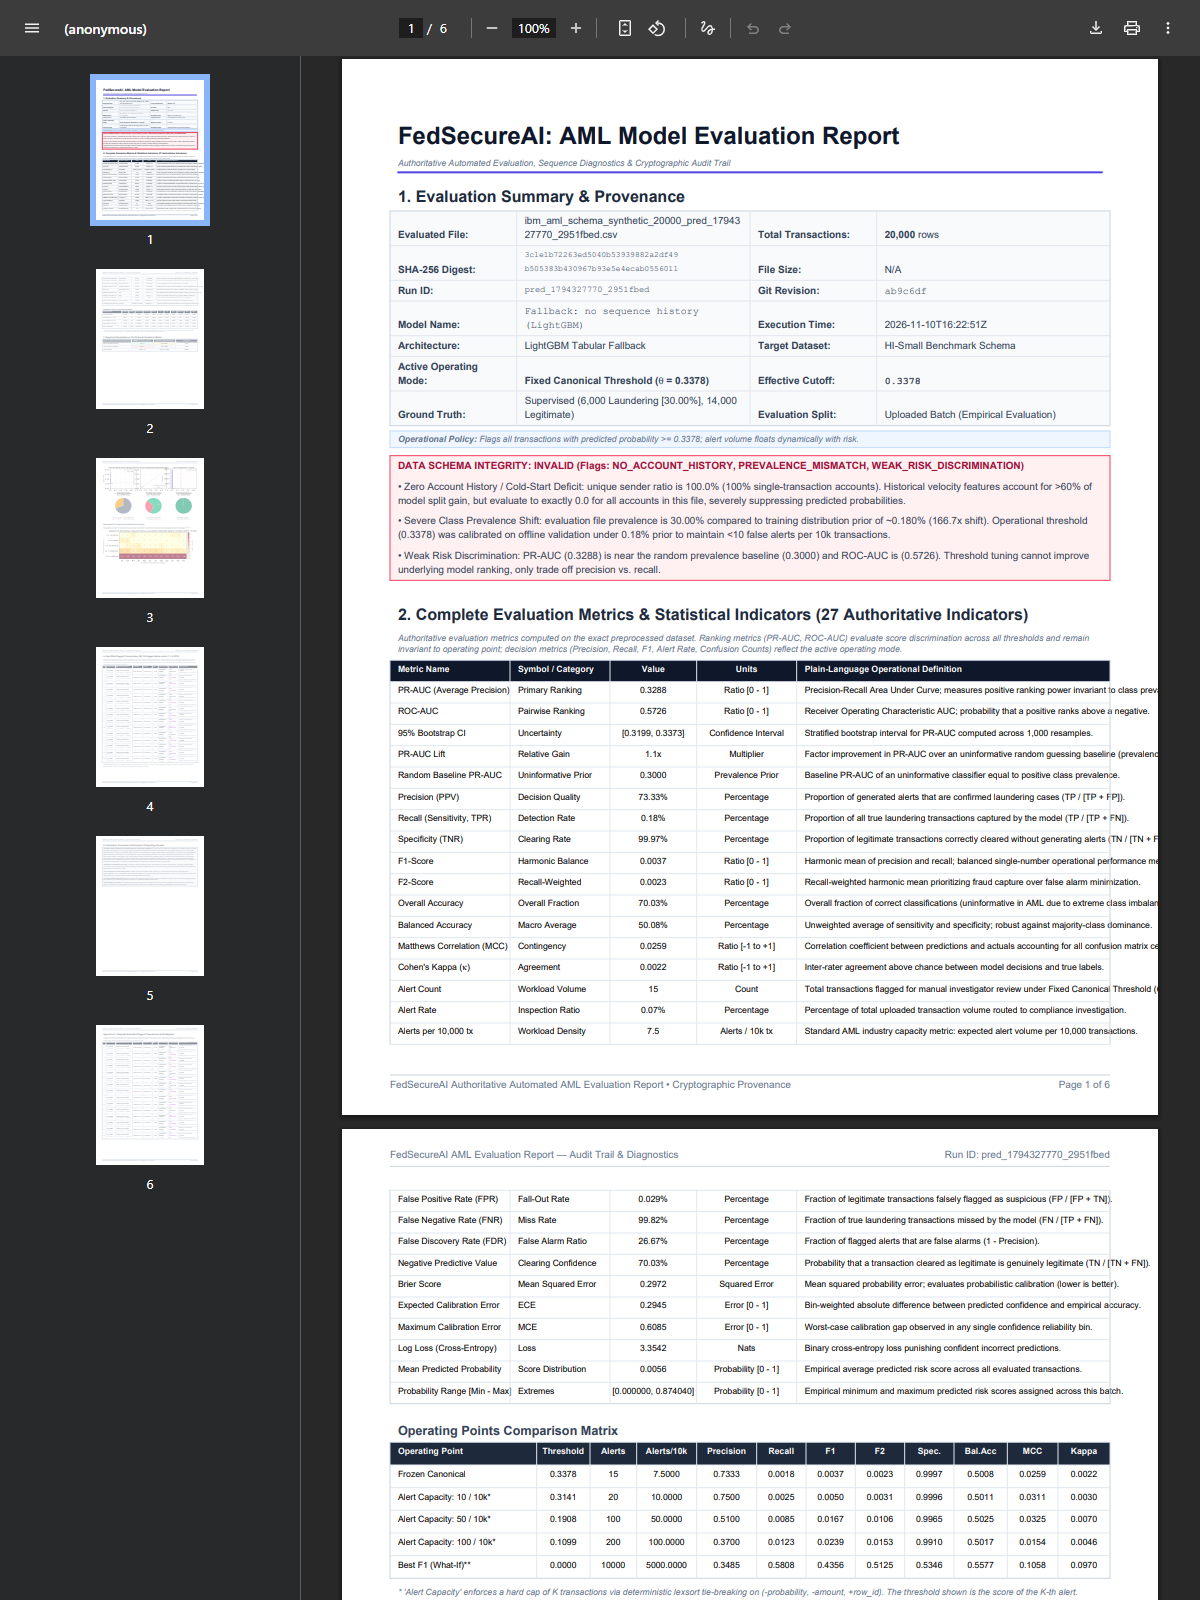 (anonymous)
1 / 6
100%
1
2
3
4
5
6
FedSecureAI: AML Model Evaluation Report
Authoritative Automated Evaluation, Sequence Diagnostics & Cryptographic Audit Trail
1. Evaluation Summary & Provenance
Evaluated File: ibm_aml_schema_synthetic_20000_pred_17943 27770_2951fbed.csv Total Transactions: 20,000 rows
SHA-256 Digest: 3c1e1b72263ed5040b53939882a2df49 b505383b430967b93e5e4ecab0556011 File Size: N/A
Run ID: pred_1794327770_2951fbed Git Revision: ab9c6df
Model Name: Fallback: no sequence history (LightGBM) Execution Time: 2026-11-10T16:22:51Z
Architecture: LightGBM Tabular Fallback Target Dataset: HI-Small Benchmark Schema
Active Operating Mode: Fixed Canonical Threshold (θ = 0.3378) Effective Cutoff: 0.3378
Ground Truth: Supervised (6,000 Laundering [30.00%], 14,000 Legitimate) Evaluation Split: Uploaded Batch (Empirical Evaluation)
Operational Policy: Flags all transactions with predicted probability >= 0.3378; alert volume floats dynamically with risk.
DATA SCHEMA INTEGRITY: INVALID (Flags: NO_ACCOUNT_HISTORY, PREVALENCE_MISMATCH, WEAK_RISK_DISCRIMINATION)
• Zero Account History / Cold-Start Deficit: unique sender ratio is 100.0% (100% single-transaction accounts). Historical velocity features account for >60% of
model split gain, but evaluate to exactly 0.0 for all accounts in this file, severely suppressing predicted probabilities.
• Severe Class Prevalence Shift: evaluation file prevalence is 30.00% compared to training distribution prior of ~0.180% (166.7x shift). Operational threshold
(0.3378) was calibrated on offline validation under 0.18% prior to maintain <10 false alerts per 10k transactions.
• Weak Risk Discrimination: PR-AUC (0.3288) is near the random prevalence baseline (0.3000) and ROC-AUC is (0.5726). Threshold tuning cannot improve
underlying model ranking, only trade off precision vs. recall.
2. Complete Evaluation Metrics & Statistical Indicators (27 Authoritative Indicators)
Authoritative evaluation metrics computed on the exact preprocessed dataset. Ranking metrics (PR-AUC, ROC-AUC) evaluate score discrimination across all thresholds and remain
invariant to operating point; decision metrics (Precision, Recall, F1, Alert Rate, Confusion Counts) reflect the active operating mode.
Metric Name Symbol / Category Value Units Plain-Language Operational Definition
PR-AUC (Average Precision) Primary Ranking 0.3288 Ratio [0 - 1] Precision-Recall Area Under Curve; measures positive ranking power invariant to class prev
ROC-AUC Pairwise Ranking 0.5726 Ratio [0 - 1] Receiver Operating Characteristic AUC; probability that a positive ranks above a negative.
95% Bootstrap CI Uncertainty [0.3199, 0.3373] Confidence Interval Stratified bootstrap interval for PR-AUC computed across 1,000 resamples.
PR-AUC Lift Relative Gain 1.1x Multiplier Factor improvement in PR-AUC over an uninformative random guessing baseline (prevalenc
Random Baseline PR-AUC Uninformative Prior 0.3000 Prevalence Prior Baseline PR-AUC of an uninformative classifier equal to positive class prevalence.
Precision (PPV) Decision Quality 73.33% Percentage Proportion of generated alerts that are confirmed laundering cases (TP / [TP + FP]).
Recall (Sensitivity, TPR) Detection Rate 0.18% Percentage Proportion of all true laundering transactions captured by the model (TP / [TP + FN]).
Specificity (TNR) Clearing Rate 99.97% Percentage Proportion of legitimate transactions correctly cleared without generating alerts (TN / [TN + F
F1-Score Harmonic Balance 0.0037 Ratio [0 - 1] Harmonic mean of precision and recall; balanced single-number operational performance me
F2-Score Recall-Weighted 0.0023 Ratio [0 - 1] Recall-weighted harmonic mean prioritizing fraud capture over false alarm minimization.
Overall Accuracy Overall Fraction 70.03% Percentage Overall fraction of correct classifications (uninformative in AML due to extreme class imbalan
Balanced Accuracy Macro Average 50.08% Percentage Unweighted average of sensitivity and specificity; robust against majority-class dominance.
Matthews Correlation (MCC) Contingency 0.0259 Ratio [-1 to +1] Correlation coefficient between predictions and actuals accounting for all confusion matrix ce
Cohen's Kappa (κ) Agreement 0.0022 Ratio [-1 to +1] Inter-rater agreement above chance between model decisions and true labels.
Alert Count Workload Volume 15 Count Total transactions flagged for manual investigator review under Fixed Canonical Threshold (
Alert Rate Inspection Ratio 0.07% Percentage Percentage of total uploaded transaction volume routed to compliance investigation.
Alerts per 10,000 tx Workload Density 7.5 Alerts / 10k tx Standard AML industry capacity metric: expected alert volume per 10,000 transactions.
FedSecureAI Authoritative Automated AML Evaluation Report • Cryptographic Provenance Page 1 of 6
FedSecureAI AML Evaluation Report — Audit Trail & Diagnostics Run ID: pred_1794327770_2951fbed
False Positive Rate (FPR) Fall-Out Rate 0.029% Percentage Fraction of legitimate transactions falsely flagged as suspicious (FP / [FP + TN]).
False Negative Rate (FNR) Miss Rate 99.82% Percentage Fraction of true laundering transactions missed by the model (FN / [TP + FN]).
False Discovery Rate (FDR) False Alarm Ratio 26.67% Percentage Fraction of flagged alerts that are false alarms (1 - Precision).
Negative Predictive Value Clearing Confidence 70.03% Percentage Probability that a transaction cleared as legitimate is genuinely legitimate (TN / [TN + FN]).
Brier Score Mean Squared Error 0.2972 Squared Error Mean squared probability error; evaluates probabilistic calibration (lower is better).
Expected Calibration Error ECE 0.2945 Error [0 - 1] Bin-weighted absolute difference between predicted confidence and empirical accuracy.
Maximum Calibration Error MCE 0.6085 Error [0 - 1] Worst-case calibration gap observed in any single confidence reliability bin.
Log Loss (Cross-Entropy) Loss 3.3542 Nats Binary cross-entropy loss punishing confident incorrect predictions.
Mean Predicted Probability Score Distribution 0.0056 Probability [0 - 1] Empirical average predicted risk score across all evaluated transactions.
Probability Range [Min - Max] Extremes [0.000000, 0.874040] Probability [0 - 1] Empirical minimum and maximum predicted risk scores assigned across this batch.
Operating Points Comparison Matrix
Operating Point Threshold Alerts Alerts/10k Precision Recall F1 F2 Spec. Bal.Acc MCC Kappa
Frozen Canonical 0.3378 15 7.5000 0.7333 0.0018 0.0037 0.0023 0.9997 0.5008 0.0259 0.0022
Alert Capacity: 10 / 10k* 0.3141 20 10.0000 0.7500 0.0025 0.0050 0.0031 0.9996 0.5011 0.0311 0.0030
Alert Capacity: 50 / 10k* 0.1908 100 50.0000 0.5100 0.0085 0.0167 0.0106 0.9965 0.5025 0.0325 0.0070
Alert Capacity: 100 / 10k* 0.1099 200 100.0000 0.3700 0.0123 0.0239 0.0153 0.9910 0.5017 0.0154 0.0046
Best F1 (What-If)** 0.0000 10000 5000.0000 0.3485 0.5808 0.4356 0.5125 0.5346 0.5577 0.1058 0.0970
* 'Alert Capacity' enforces a hard cap of K transactions via deterministic lexsort tie-breaking on (-probability, -amount, +row_id). The threshold shown is the score of the K-th alert.